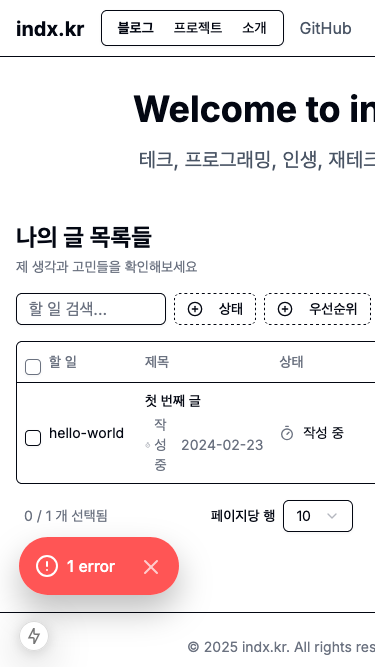 indx.kr 블로그 프로젝트 소개 GitHub
Welcome to in
테크, 프로그래밍, 인생, 재테크
나의 글 목록들
제 생각과 고민들을 확인해보세요
할 일 검색... 상태 우선순위
할 일 제목 상태
첫 번째 글
hello-world 작성 중 2024-02-23 작성 중
0 / 1 개 선택됨 페이지당 행 10
1 error
© 2025 indx.kr. All rights res